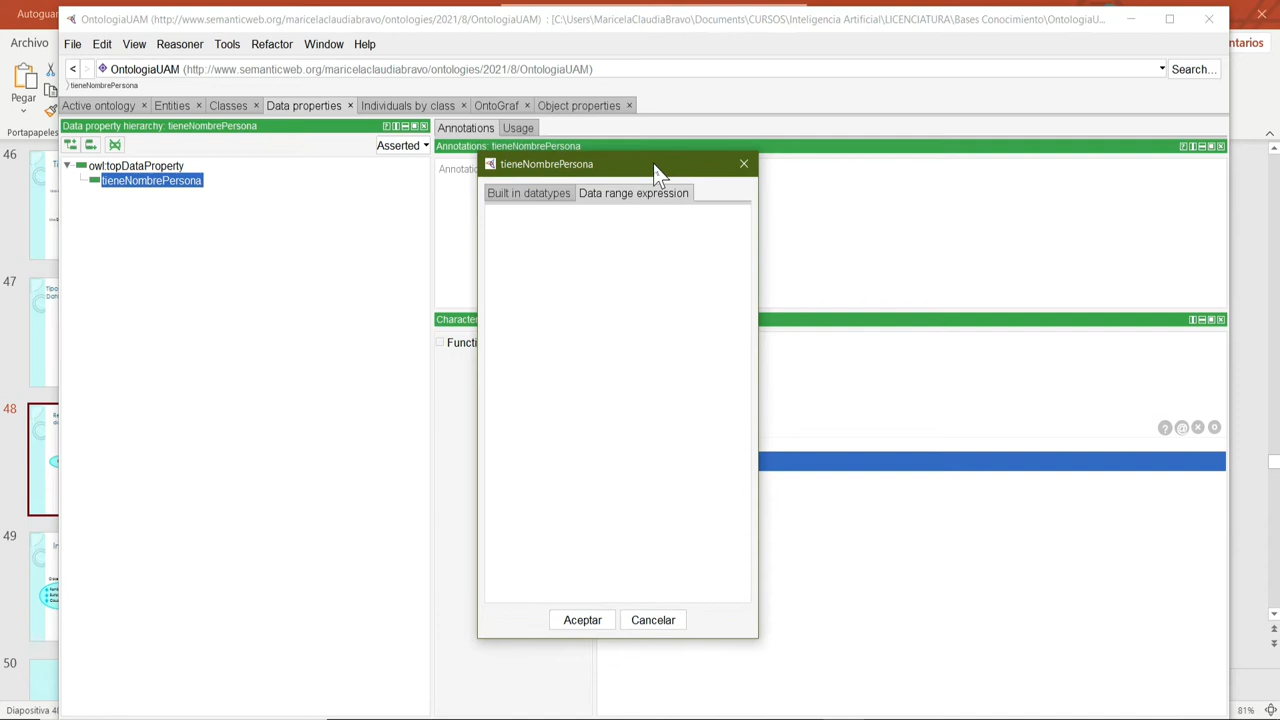 Autoguar
OntologiaUAM (http://www.semanticweb.org/maricelaclaudiabravo/ontologies/2021/8/OntologiaUAM) : [C:\Users\MaricelaClaudiaBravo\Documents\CURSOS\Inteligencia Artificial\LICENCIATURA\Bases Conocimiento\OntologiaU...
Archivo
File Edit View Reasoner Tools Refactor Window Help
ntarios
Pegar
< > OntologiaUAM (http://www.semanticweb.org/maricelaclaudiabravo/ontologies/2021/8/OntologiaUAM)
Search...
tieneNombrePersona
Active ontology × Entities × Classes × Data properties × Individuals by class × OntoGraf × Object properties ×
Portapapeles
Data property hierarchy: tieneNombrePersona
Asserted
owl:topDataProperty
tieneNombrePersona
Annotations Usage
Annotations: tieneNombrePersona
Annotatio
tieneNombrePersona
Built in datatypes Data range expression
Aceptar Cancelar
Character
Functi
46
47
Tipo
48
49
50
Diapositiva 48
81%